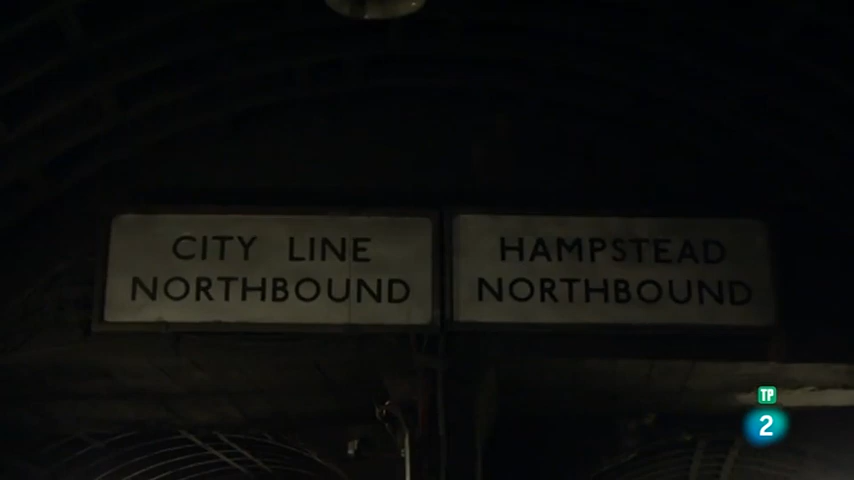 CITY LINE
NORTHBOUND
HAMPSTEAD
NORTHBOUND
TP
2